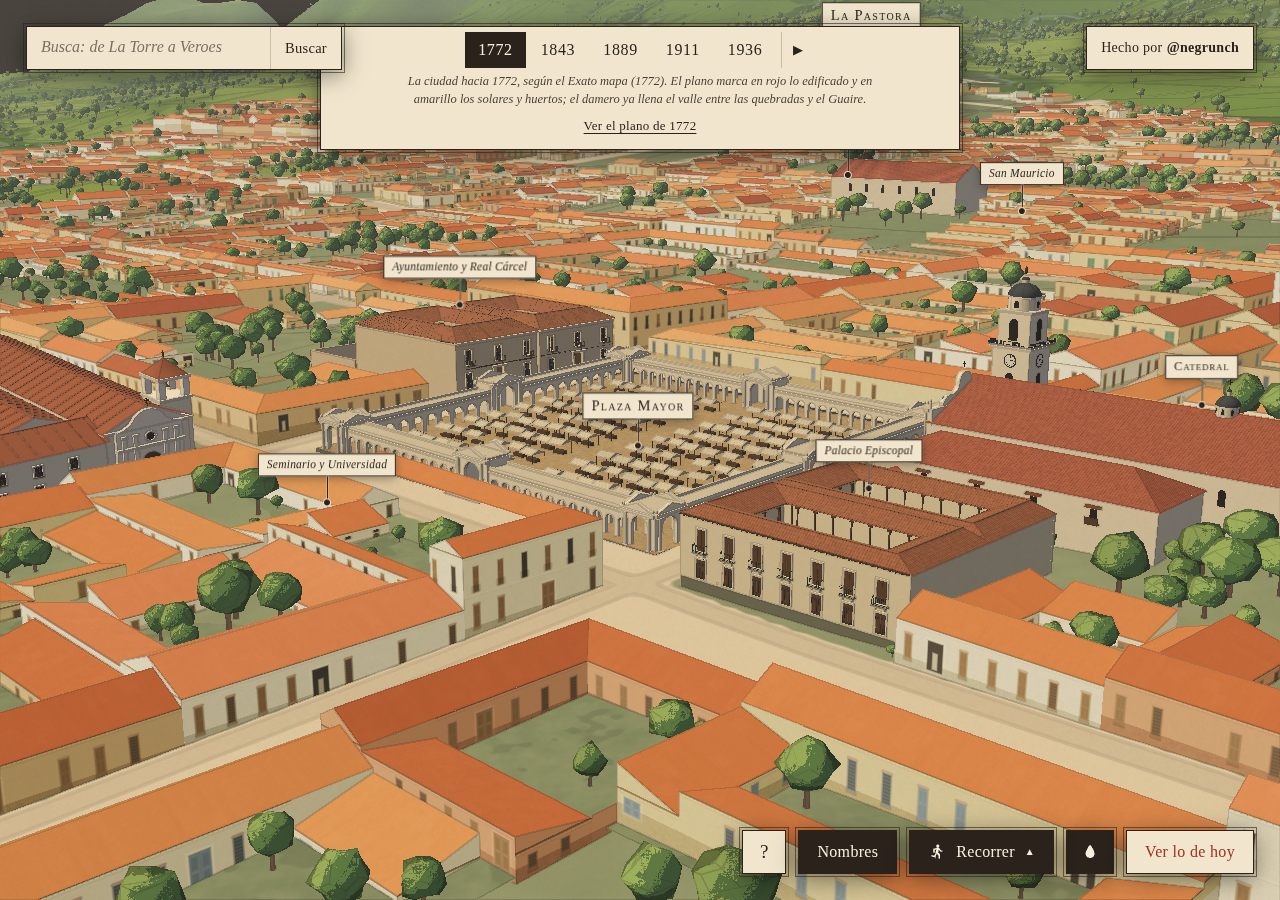 La Pastora
Busca: de La Torre a Veroes
Buscar
1772 1843 1889 1911 1936 ▶
Hecho por @negrunch
La ciudad hacia 1772, según el Exato mapa (1772). El plano marca en rojo lo edificado y en
amarillo los solares y huertos; el damero ya llena el valle entre las quebradas y el Guaire.
Ver el plano de 1772
San Mauricio
Ayuntamiento y Real Cárcel
Catedral
Plaza Mayor
Palacio Episcopal
Seminario y Universidad
?
Nombres
Recorrer ▲
Ver lo de hoy